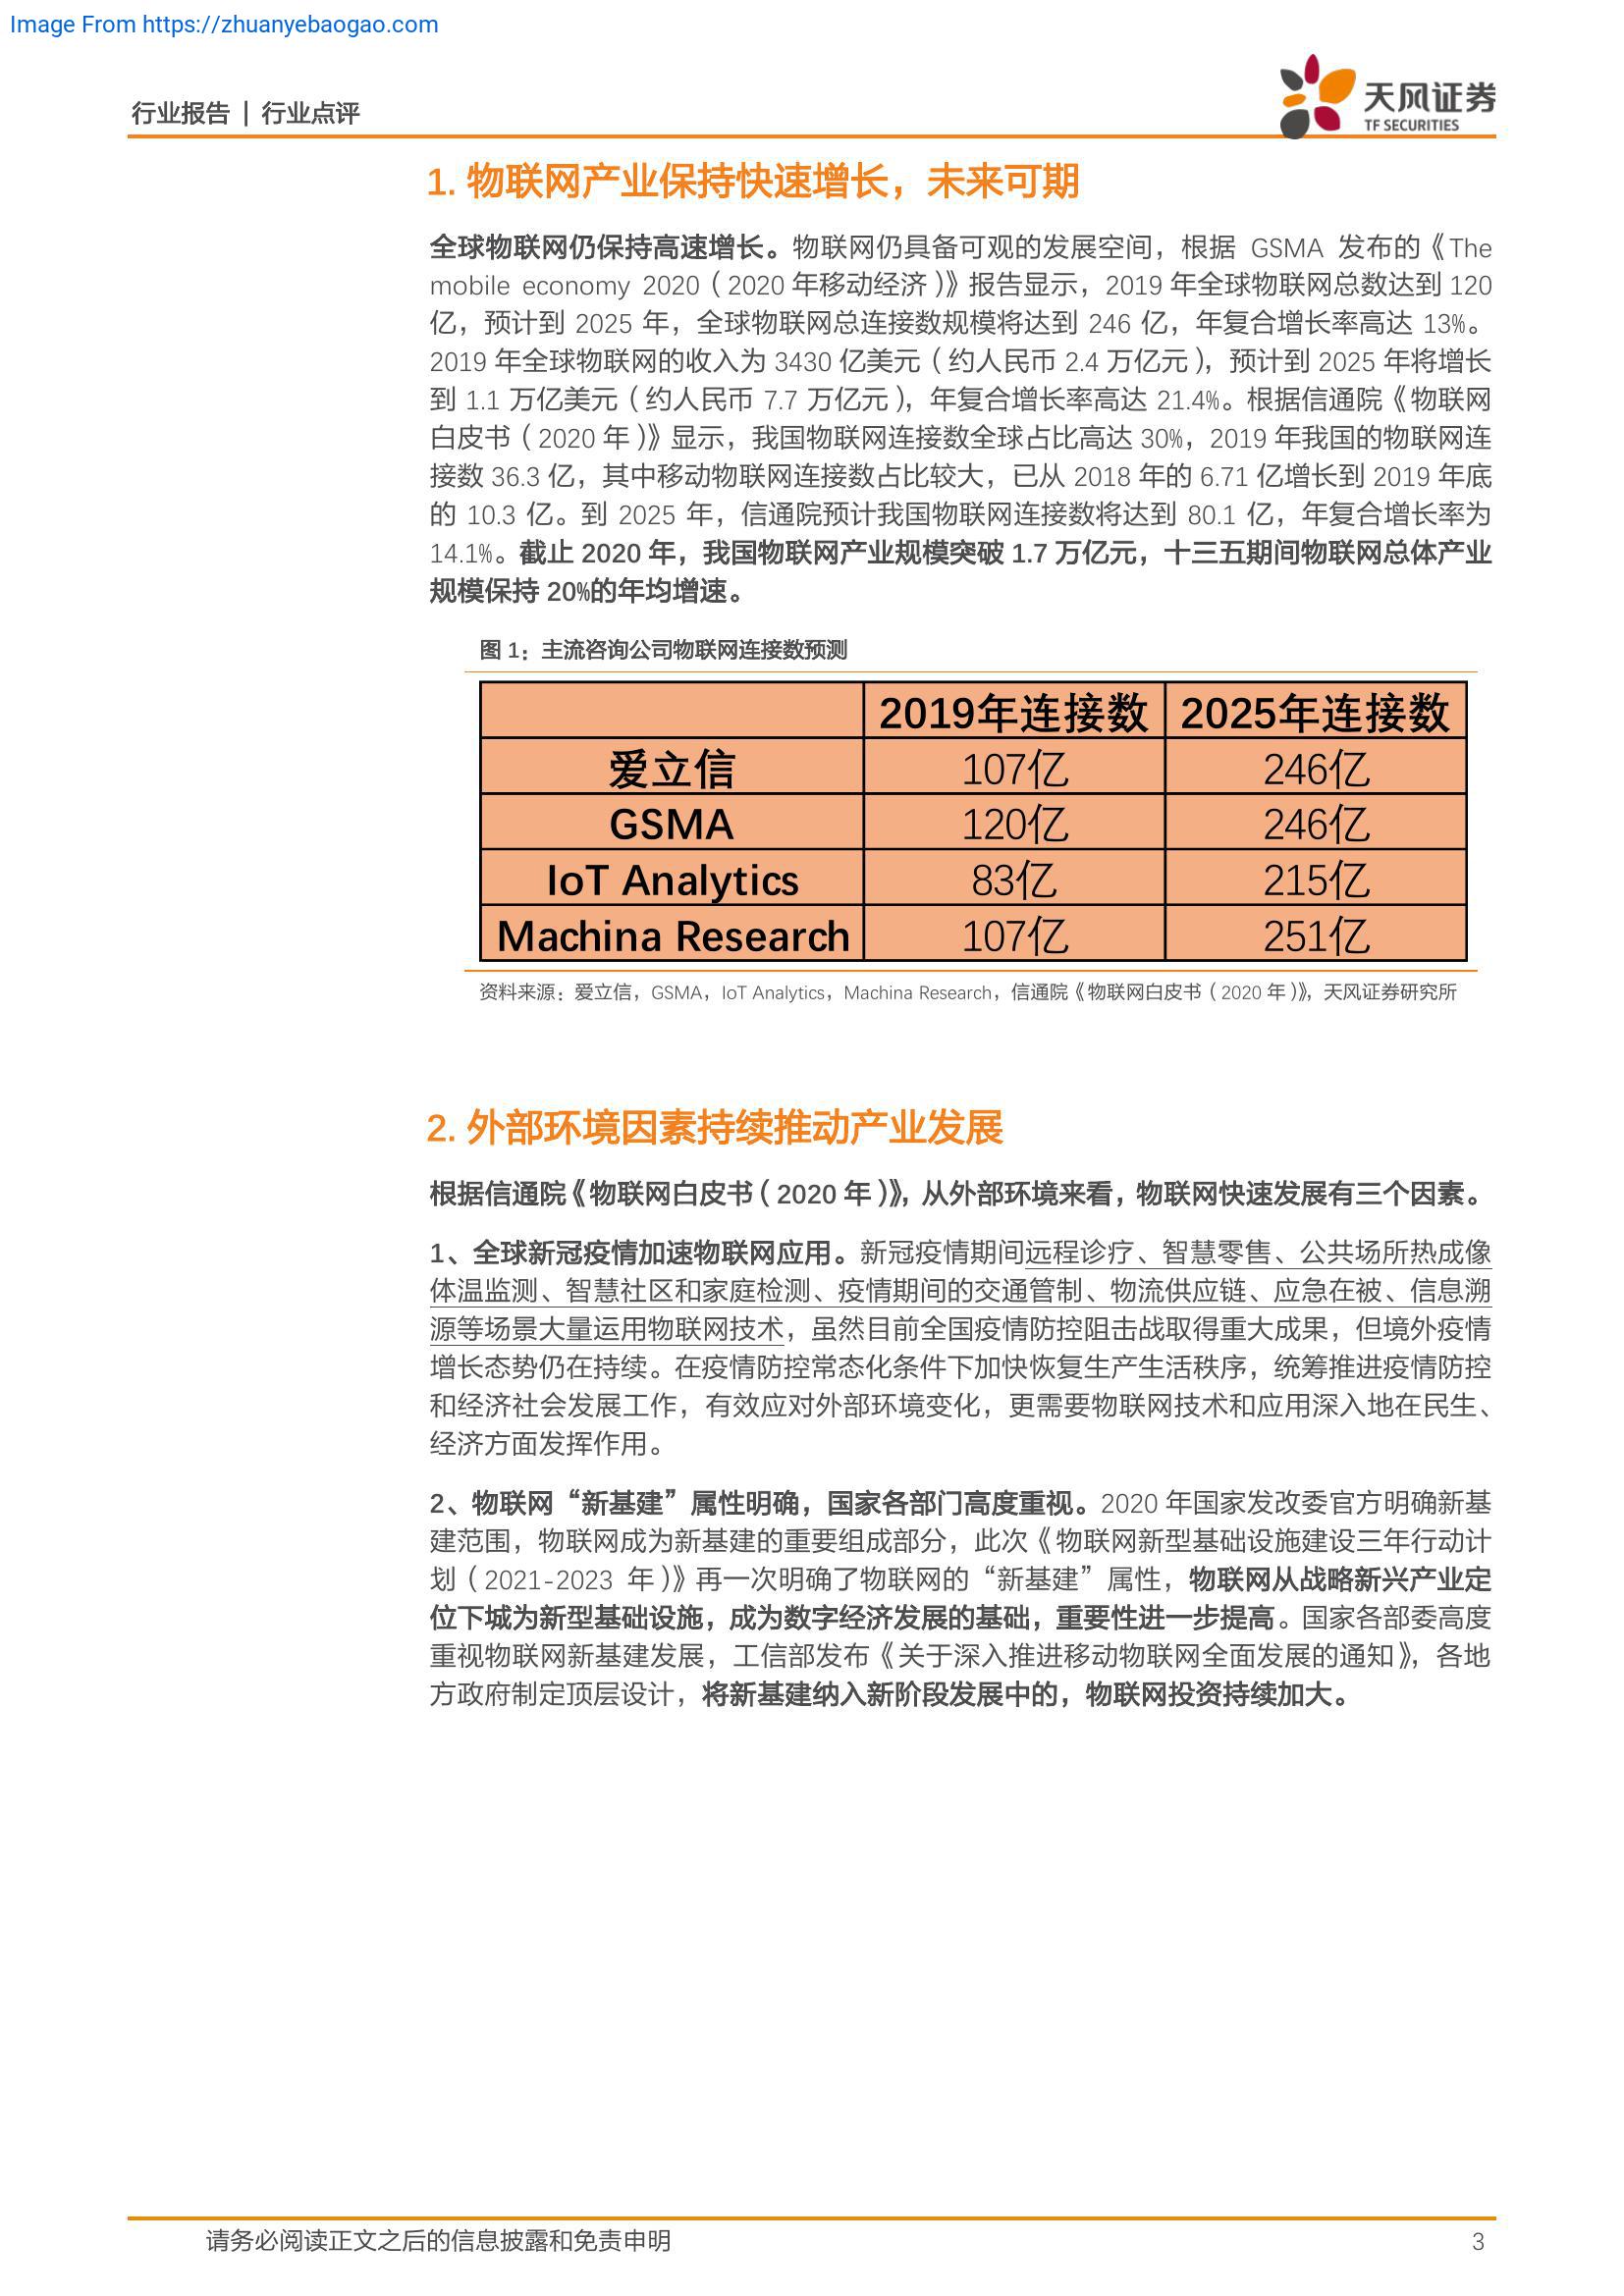 Image From https://zhuanyebaogao.com
行业报告 | 行业点评
天风证券
TF SECURITIES
1. 物联网产业保持快速增长，未来可期
全球物联网仍保持高速增长。物联网仍具备可观的发展空间，根据 GSMA 发布的《The
mobile economy 2020（2020 年移动经济）》报告显示，2019 年全球物联网总数达到 120
亿，预计到 2025 年，全球物联网总连接数规模将达到 246 亿，年复合增长率高达 13%。
2019 年全球物联网的收入为 3430 亿美元（约人民币 2.4 万亿元），预计到 2025 年将增长
到 1.1 万亿美元（约人民币 7.7 万亿元），年复合增长率高达 21.4%。根据信通院《物联网
白皮书（2020 年）》显示，我国物联网连接数全球占比高达 30%，2019 年我国的物联网连
接数 36.3 亿，其中移动物联网连接数占比较大，已从 2018 年的 6.71 亿增长到 2019 年底
的 10.3 亿。到 2025 年，信通院预计我国物联网连接数将达到 80.1 亿，年复合增长率为
14.1%。截止 2020 年，我国物联网产业规模突破 1.7 万亿元，十三五期间物联网总体产业
规模保持 20%的年均增速。
图 1：主流咨询公司物联网连接数预测
2019年连接数 2025年连接数
爱立信 107亿 246亿
GSMA 120亿 246亿
IoT Analytics 83亿 215亿
Machina Research 107亿 251亿
资料来源：爱立信，GSMA，IoT Analytics，Machina Research，信通院《物联网白皮书（2020 年）》，天风证券研究所
2. 外部环境因素持续推动产业发展
根据信通院《物联网白皮书（2020 年）》，从外部环境来看，物联网快速发展有三个因素。
1、全球新冠疫情加速物联网应用。新冠疫情期间远程诊疗、智慧零售、公共场所热成像
体温监测、智慧社区和家庭检测、疫情期间的交通管制、物流供应链、应急在被、信息溯
源等场景大量运用物联网技术，虽然目前全国疫情防控阻击战取得重大成果，但境外疫情
增长态势仍在持续。在疫情防控常态化条件下加快恢复生产生活秩序，统筹推进疫情防控
和经济社会发展工作，有效应对外部环境变化，更需要物联网技术和应用深入地在民生、
经济方面发挥作用。
2、物联网“新基建”属性明确，国家各部门高度重视。2020 年国家发改委官方明确新基
建范围，物联网成为新基建的重要组成部分，此次《物联网新型基础设施建设三年行动计
划（2021-2023 年）》再一次明确了物联网的“新基建”属性，物联网从战略新兴产业定
位下城为新型基础设施，成为数字经济发展的基础，重要性进一步提高。国家各部委高度
重视物联网新基建发展，工信部发布《关于深入推进移动物联网全面发展的通知》，各地
方政府制定顶层设计，将新基建纳入新阶段发展中的，物联网投资持续加大。
请务必阅读正文之后的信息披露和免责申明 3